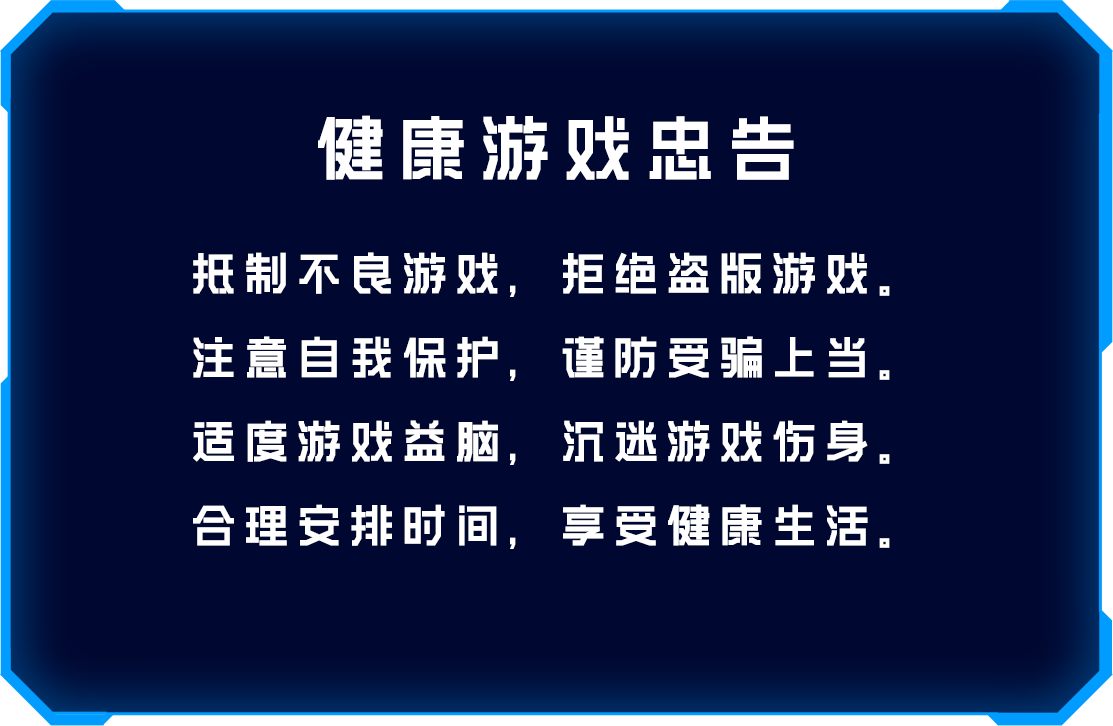 健康游戏忠告
抵制不良游戏，拒绝盗版游戏。
注意自我保护，谨防受骗上当。
适度游戏益脑，沉迷游戏伤身。
合理安排时间，享受健康生活。